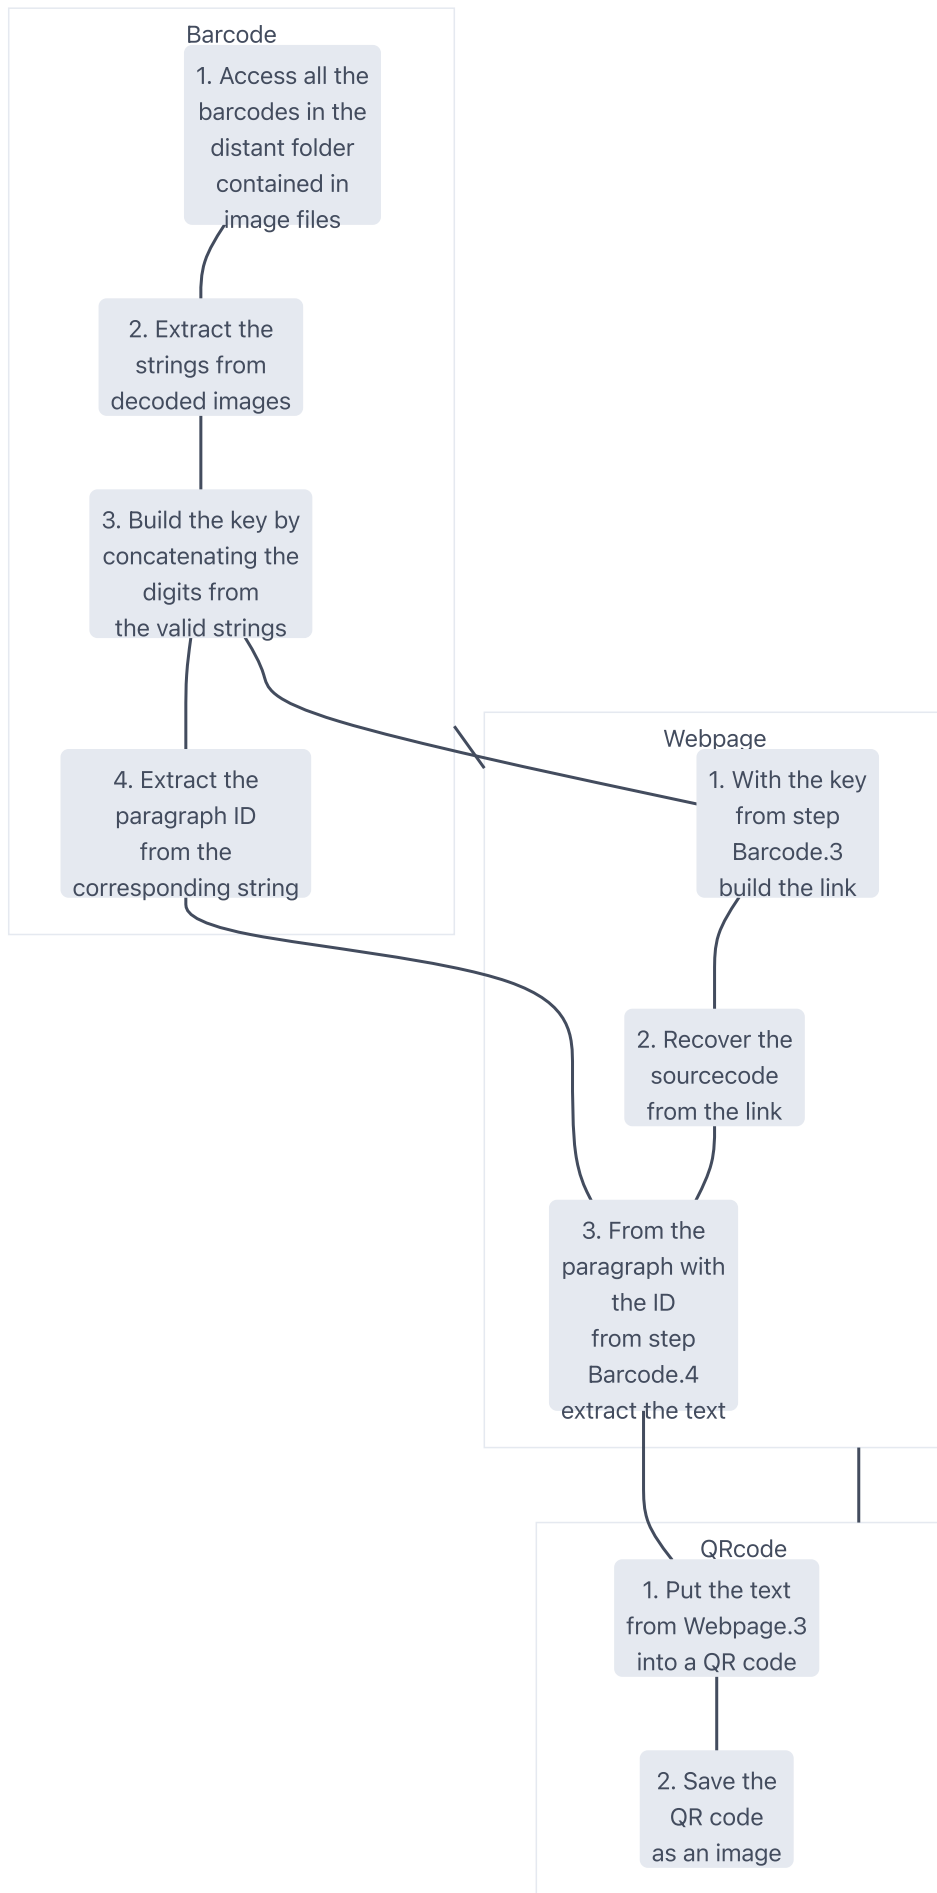 Barcode
1. Access all the
barcodes in the
distant folder
contained in
image files
2. Extract the
strings from
decoded images
3. Build the key by
concatenating the
digits from
the valid strings
4. Extract the
paragraph ID
from the
corresponding string
Webpage
1. With the key
from step
Barcode.3
build the link
2. Recover the
sourcecode
from the link
3. From the
paragraph with
the ID
from step
Barcode.4
extract the text
QRcode
1. Put the text
from Webpage.3
into a QR code
2. Save the
QR code
as an image